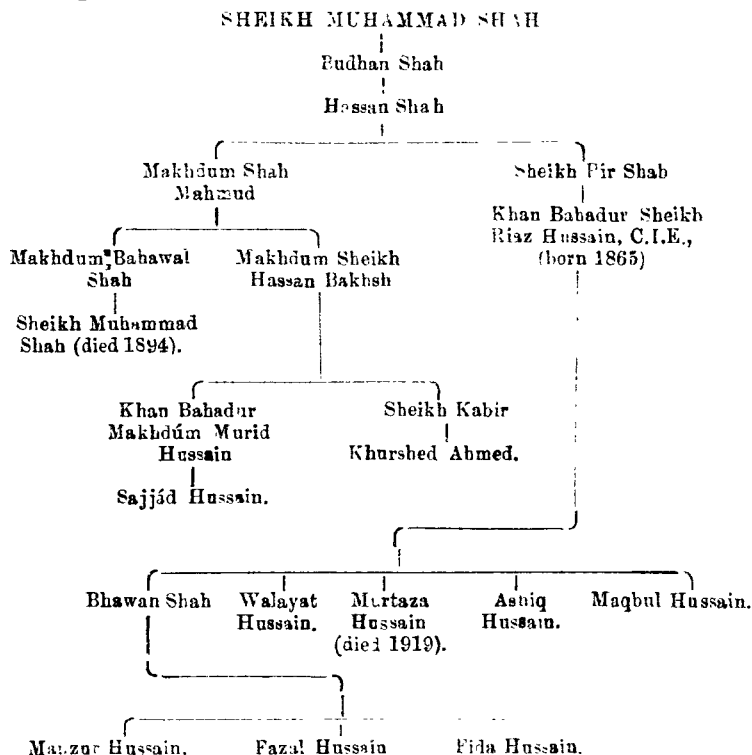 SHEIKH MUHAMMAD SHAH
Budhan Shah
Hassan Shah
Makhdum Shah
Mahmud
Sheikh Pir Shah
Khan Bahadur Sheikh
Riaz Hussain, C.I.E.,
(born 1865)
Makhdum Bahawal
Shah
Makhdum Sheikh
Hassan Bakhsh
Sheikh Muhammad
Shah (died 1894).
Khan Bahadur
Makhdúm Murid
Hussain
Sheikh Kabir
Khurshed Ahmed.
Sajjád Hussain.
Bhawan Shah
Walayat
Hussain.
Murtaza
Hussain
(died 1919).
Ashiq
Hussain.
Maqbul Hussain.
Manzur Hussain.
Fazal Hussain
Fida Hussain.